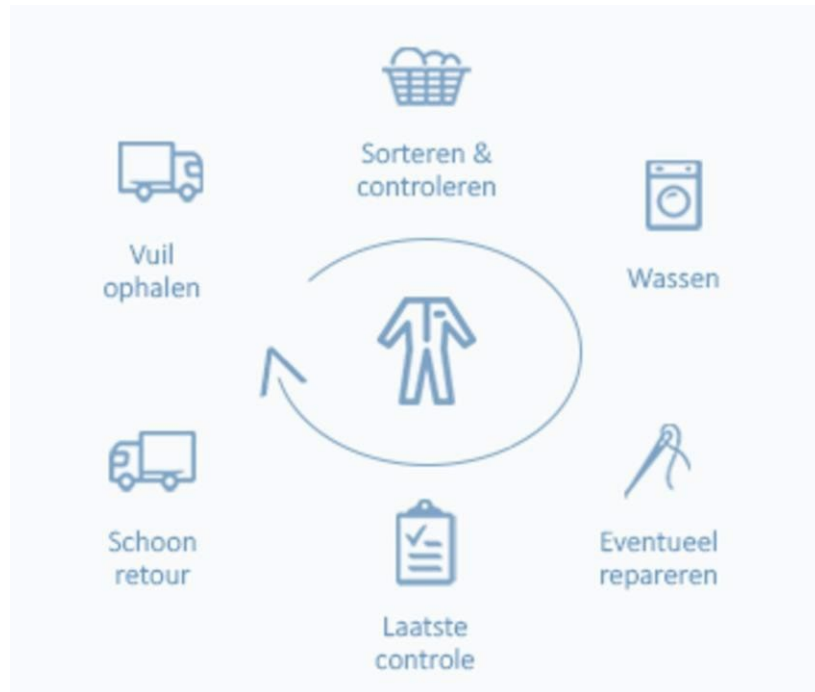 Sorteren &
controleren
Wassen
Eventueel
repareren
Laatste
controle
Schoon
retour
Vuil
ophalen